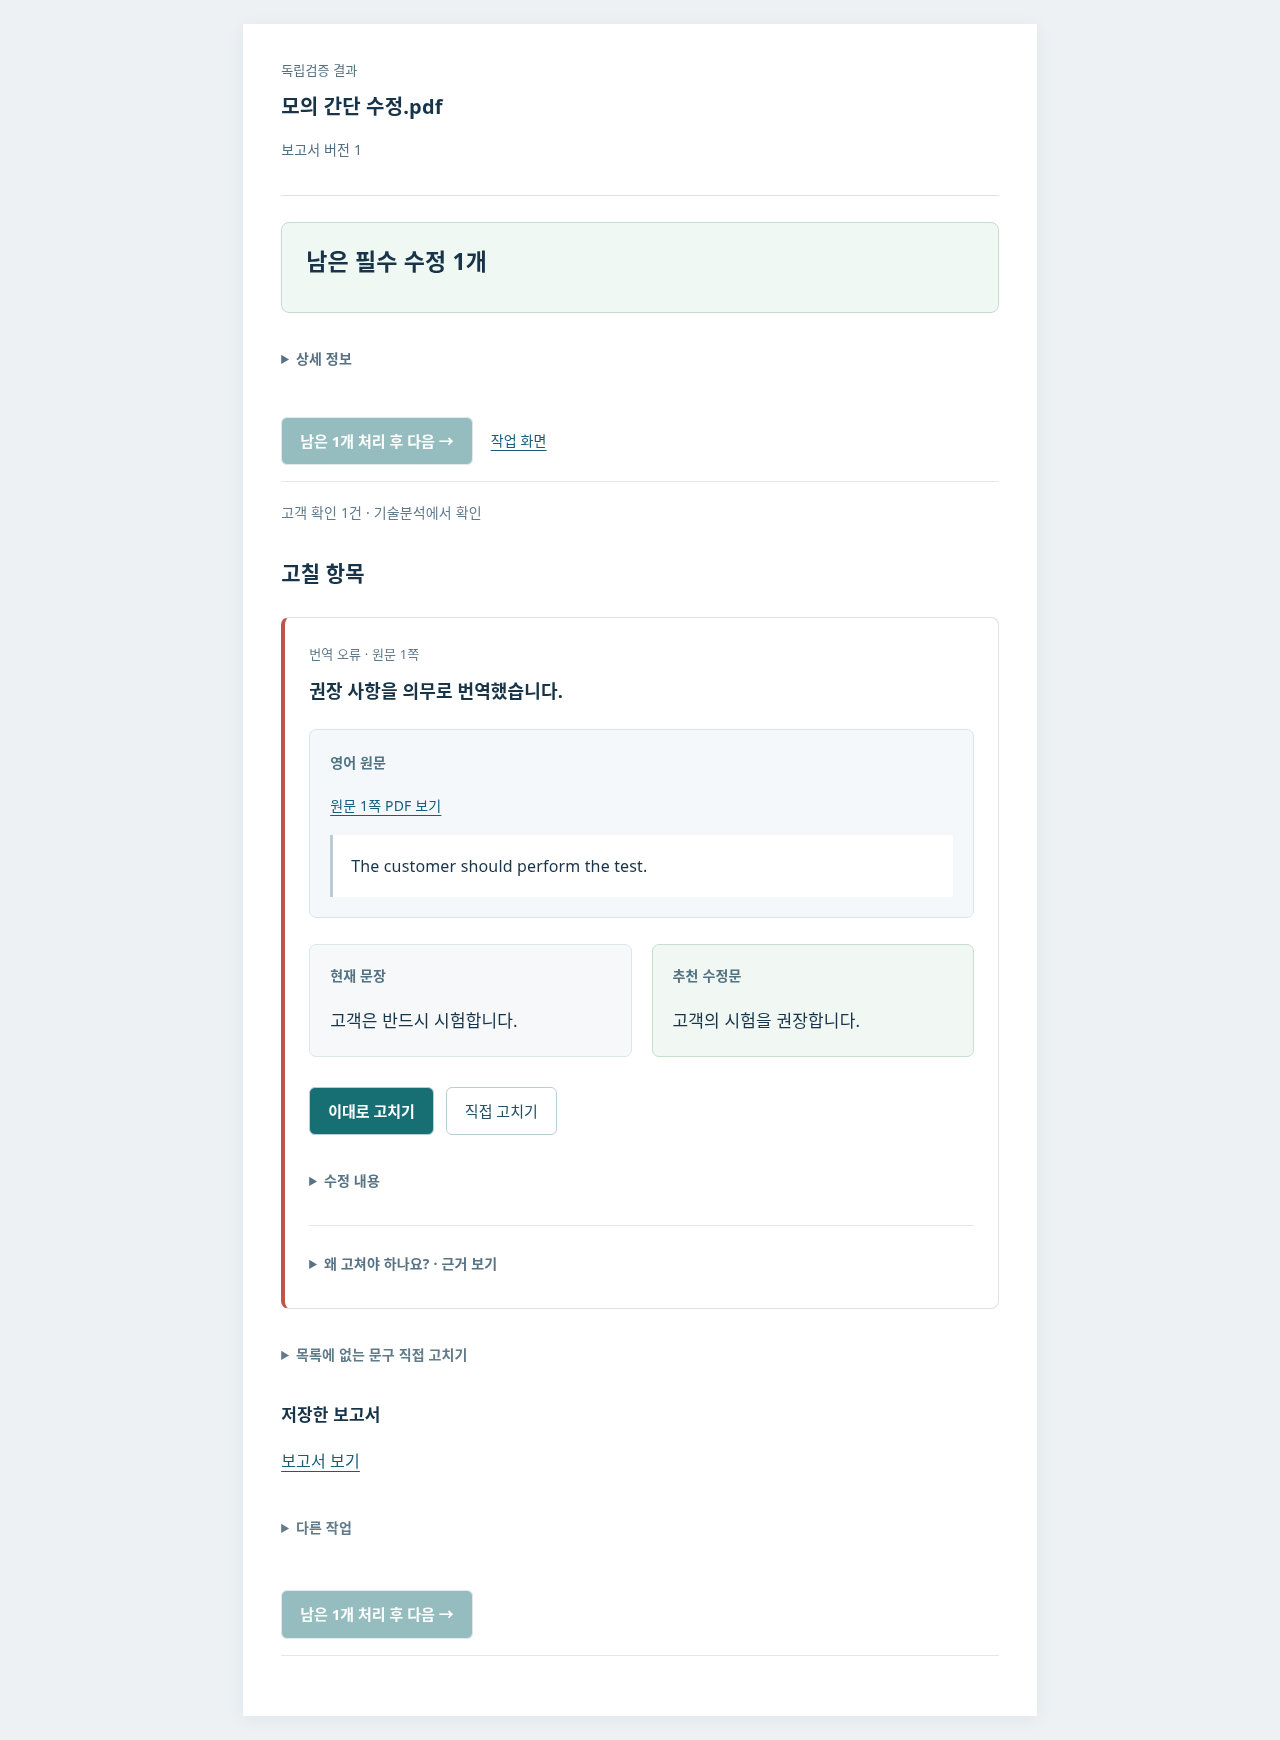 독립검증 결과
모의 간단 수정.pdf
보고서 버전 1
남은 필수 수정 1개
▶ 상세 정보
남은 1개 처리 후 다음 →
작업 화면
고객 확인 1건 · 기술분석에서 확인
고칠 항목
번역 오류 · 원문 1쪽
권장 사항을 의무로 번역했습니다.
영어 원문
원문 1쪽 PDF 보기
The customer should perform the test.
현재 문장
고객은 반드시 시험합니다.
추천 수정문
고객의 시험을 권장합니다.
이대로 고치기
직접 고치기
▶ 수정 내용
▶ 왜 고쳐야 하나요? · 근거 보기
▶ 목록에 없는 문구 직접 고치기
저장한 보고서
보고서 보기
▶ 다른 작업
남은 1개 처리 후 다음 →